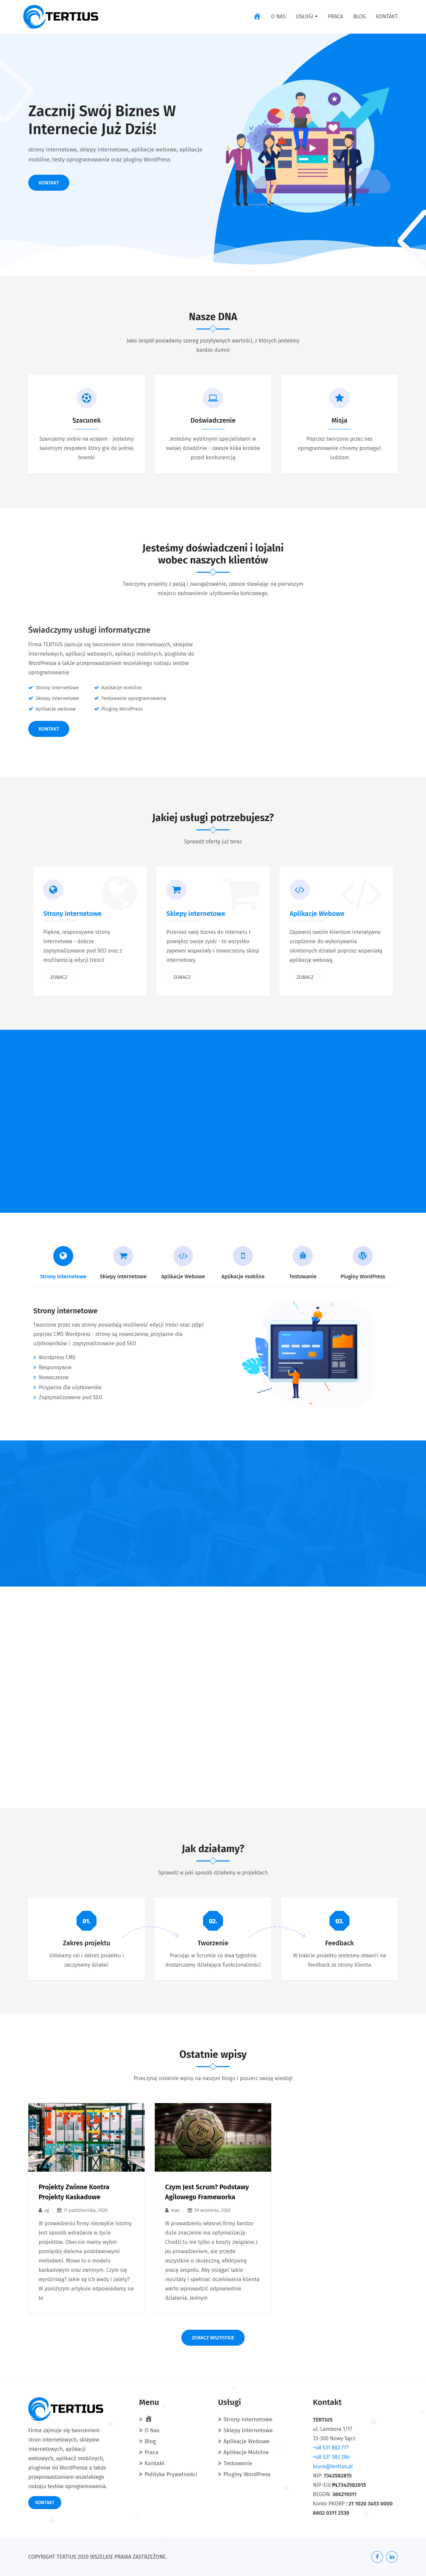 TERTIUS
O NAS
USŁUGI
PRACA
BLOG
KONTAKT
Zacznij Swój Biznes W
Internecie Już Dziś!
strony internetowe, sklepy internetowe, aplikacje webowe, aplikacje
mobilne, testy oprogramowania oraz pluginy WordPress
KONTAKT
Nasze DNA
Jako zespół posiadamy szereg pozytywnych wartości, z których jesteśmy
bardzo dumni
Szacunek
Szanujemy siebie na wzajem - jesteśmy
świetnym zespołem który gra do jednej
bramki
Doświadczenie
Jesteśmy wybitnymi specjalistami w
swojej dziedzinie - zawsze kilka kroków
przed konkurencją
Misja
Poprzez tworzone przez nas
oprogramowanie chcemy pomagać
ludziom
Jesteśmy doświadczeni i lojalni
wobec naszych klientów
Tworzymy projekty z pasją i zaangażowanie, zawsze stawiając na pierwszym
miejscu zadowolenie użytkownika końcowego.
Świadczymy usługi informatyczne
Firma TERTIUS zajmuje się tworzeniem stron internetowych, sklepów
internetowych, aplikacji webowych, aplikacji mobilnych, pluginów do
WordPressa a także przeprowadzaniem wszelakiego rodzaju testów
oprogramowania
Strony internetowe
Aplikacje mobilne
Sklepy internetowe
Testowanie oprogramowania
Aplikacje webowe
Pluginy WordPress
KONTAKT
Jakiej usługi potrzebujesz?
Sprawdź ofertę już teraz
Strony internetowe
Piękne, responsywne strony
internetowe - dobrze
zoptymalizowane pod SEO oraz z
możliwością edycji treści!
ZOBACZ
Sklepy internetowe
Przenieś swój biznes do internetu i
powiększ swoje zyski - to wszystko
zapewni wspaniały i nowoczesny sklep
internetowy.
ZOBACZ
Aplikacje Webowe
Zapewnij swoim klientom interatywne
urządzenie do wykonywania
określonych działań poprzez wspaniałą
aplikację webową.
ZOBACZ
Strony internetowe
Sklepy Internetowe
Aplikacje Webowe
Aplikacje mobilne
Testowanie
Pluginy WordPress
Strony internetowe
Tworzone przez nas strony posiadają możliwość edycji treści oraz zdjęć
poprzez CMS Wordpress - strony są nowoczesne, przyjazne dla
użytkowników i zoptymalizowane pod SEO
Wordpress CMS
Responsywne
Nowoczesne
Przyjazna dla użytkownika
Zoptymalizowane pod SEO
Jak działamy?
Sprawdź w jaki sposób działamy w projektach
01.
Zakres projektu
Ustalamy cel i zakres projektu i
zaczynamy działać
02.
Tworzenie
Pracując w Scrumie co dwa tygodnie
dostarczamy działające funkcjonalności
03.
Feedback
W trakcie projektu jesteśmy otwarci na
feedback ze strony klienta
Ostatnie wpisy
Przeczytaj ostatnie wpisy na naszym blogu i poszerz swoją wiedzę!
Projekty Zwinne Kontra
Projekty Kaskadowe
sg 11 października, 2020
W prowadzeniu firmy niezwykle istotny
jest sposób wdrażania w życie
projektów. Obecnie mamy wybór
pomiędzy dwiema podstawowymi
metodami. Mowa tu o modelu
kaskadowym oraz zwinnym. Czym się
wyróżniają? Jakie są ich wady i zalety?
W poniższym artykule odpowiadamy na
te
Czym Jest Scrum? Podstawy
Agilowego Frameworka
max 29 września, 2020
W prowadzeniu własnej firmy bardzo
duże znaczenie ma optymalizacja.
Chodzi tu nie tylko o koszty związane z
jej prowadzeniem, ale przede
wszystkim o skuteczną, efektywną
pracę zespołu. Aby osiągać takie
rezultaty i spełniać oczekiwania klienta
warto wprowadzić odpowiednie
działania. Jednym
ZOBACZ WSZYSTKIE
TERTIUS
Firma zajmuje się tworzeniem
stron internetowych, sklepów
internetowych, aplikacji
webowych, aplikacji mobilnych,
pluginów do WordPressa a także
przeprowadzaniem wszelakiego
rodzaju testów oprogramowania.
KONTAKT
Menu
O Nas
Blog
Praca
Kontakt
Polityka Prywatności
Usługi
Strony Internetowe
Sklepy Internetowe
Aplikacje Webowe
Aplikacje Mobilne
Testowanie
Pluginy WordPress
Kontakt
TERTIUS
ul. Lambora 1/17
33-300 Nowy Sącz
+48 531 882 777
+48 537 383 284
biuro@tertius.pl
NIP: 7343582815
NIP-EU: PL7343582815
REGON: 386219311
Konto PKOBP : 21 1020 3453 0000
8602 0311 2539
COPYRIGHT TERTIUS 2020 WSZELKIE PRAWA ZASTRZEŻONE.